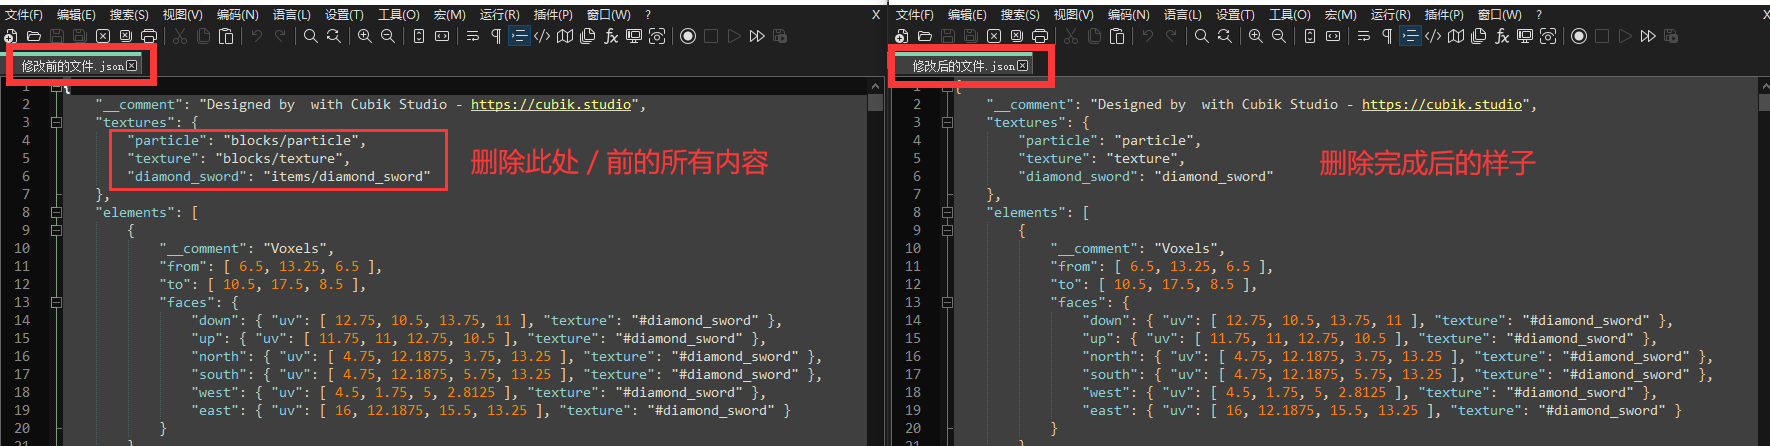 文件(F) 编辑(E) 搜索(S) 视图(V) 编码(N) 语言(L) 设置(T) 工具(O) 宏(M) 运行(R) 插件(P) 窗口(W) ? X
修改前的文件.json
1 {
2 "__comment": "Designed by  with Cubik Studio - https://cubik.studio",
3 "textures": {
4 "particle": "blocks/particle",
5 "texture": "blocks/texture",
6 "diamond_sword": "items/diamond_sword"
7 },
8 "elements": [
9 {
10 "__comment": "Voxels",
11 "from": [ 6.5, 13.25, 6.5 ],
12 "to": [ 10.5, 17.5, 8.5 ],
13 "faces": {
14 "down": { "uv": [ 12.75, 10.5, 13.75, 11 ], "texture": "#diamond_sword" },
15 "up": { "uv": [ 11.75, 11, 12.75, 10.5 ], "texture": "#diamond_sword" },
16 "north": { "uv": [ 4.75, 12.1875, 3.75, 13.25 ], "texture": "#diamond_sword" },
17 "south": { "uv": [ 4.75, 12.1875, 5.75, 13.25 ], "texture": "#diamond_sword" },
18 "west": { "uv": [ 4.5, 1.75, 5, 2.8125 ], "texture": "#diamond_sword" },
19 "east": { "uv": [ 16, 12.1875, 15.5, 13.25 ], "texture": "#diamond_sword" }
20 }
删除此处 / 前的所有内容
文件(F) 编辑(E) 搜索(S) 视图(V) 编码(N) 语言(L) 设置(T) 工具(O) 宏(M) 运行(R) 插件(P) 窗口(W) ? X
修改后的文件.json
1 {
2 "__comment": "Designed by  with Cubik Studio - https://cubik.studio",
3 "textures": {
4 "particle": "particle",
5 "texture": "texture",
6 "diamond_sword": "diamond_sword"
7 },
8 "elements": [
9 {
10 "__comment": "Voxels",
11 "from": [ 6.5, 13.25, 6.5 ],
12 "to": [ 10.5, 17.5, 8.5 ],
13 "faces": {
14 "down": { "uv": [ 12.75, 10.5, 13.75, 11 ], "texture": "#diamond_sword" },
15 "up": { "uv": [ 11.75, 11, 12.75, 10.5 ], "texture": "#diamond_sword" },
16 "north": { "uv": [ 4.75, 12.1875, 3.75, 13.25 ], "texture": "#diamond_sword" },
17 "south": { "uv": [ 4.75, 12.1875, 5.75, 13.25 ], "texture": "#diamond_sword" },
18 "west": { "uv": [ 4.5, 1.75, 5, 2.8125 ], "texture": "#diamond_sword" },
19 "east": { "uv": [ 16, 12.1875, 15.5, 13.25 ], "texture": "#diamond_sword" }
20 }
删除完成后的样子